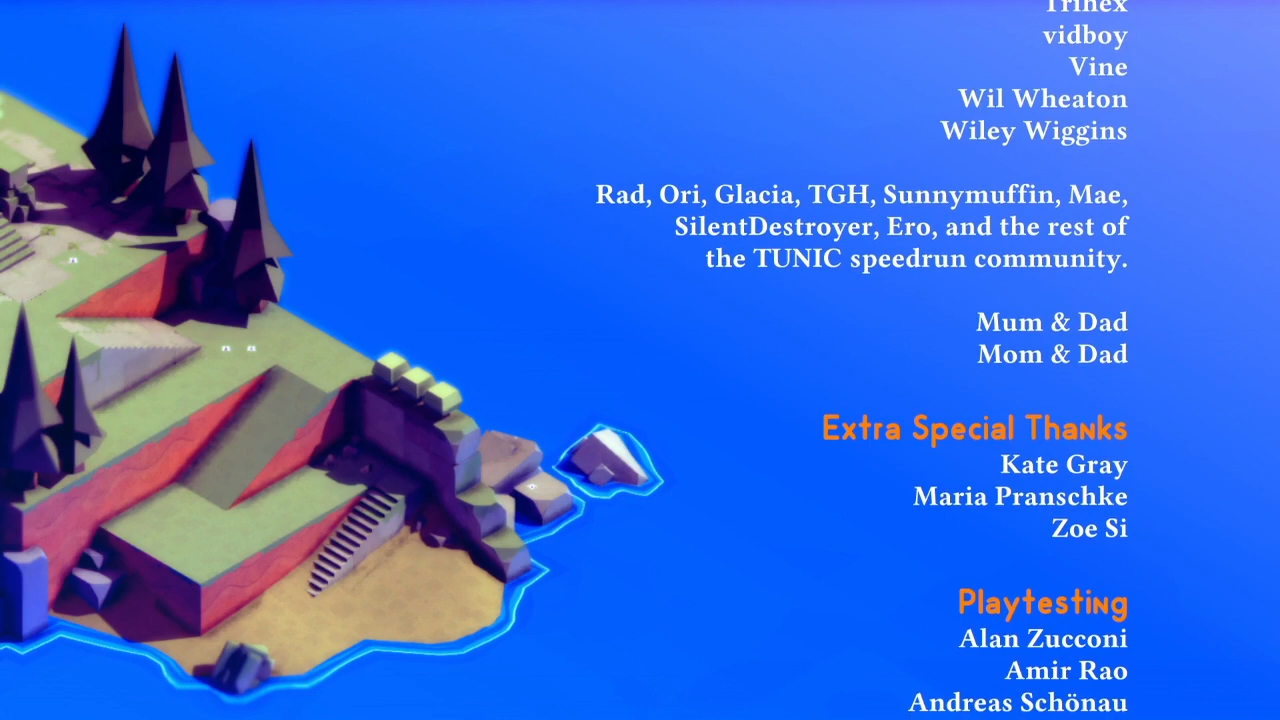 Trihex
vidboy
Vine
Wil Wheaton
Wiley Wiggins
Rad, Ori, Glacia, TGH, Sunnymuffin, Mae,
SilentDestroyer, Ero, and the rest of
the TUNIC speedrun community.
Mum & Dad
Mom & Dad
Extra Special Thanks
Kate Gray
Maria Pranschke
Zoe Si
Playtesting
Alan Zucconi
Amir Rao
Andreas Schönau